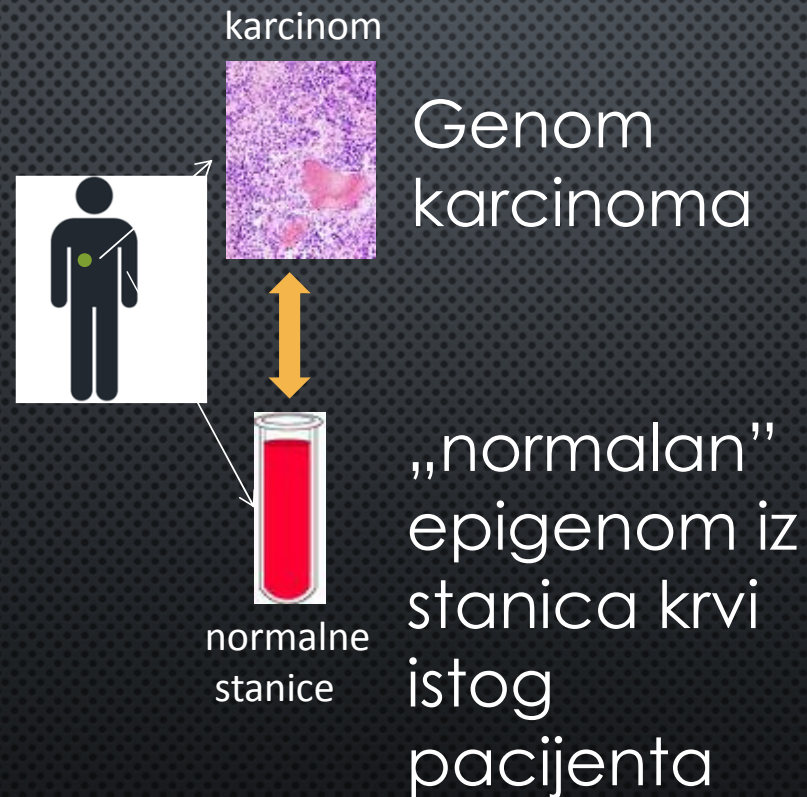 karcinom
Genom
karcinoma
„normalan”
epigenom iz
stanica krvi
istog
pacijenta
normalne
stanice